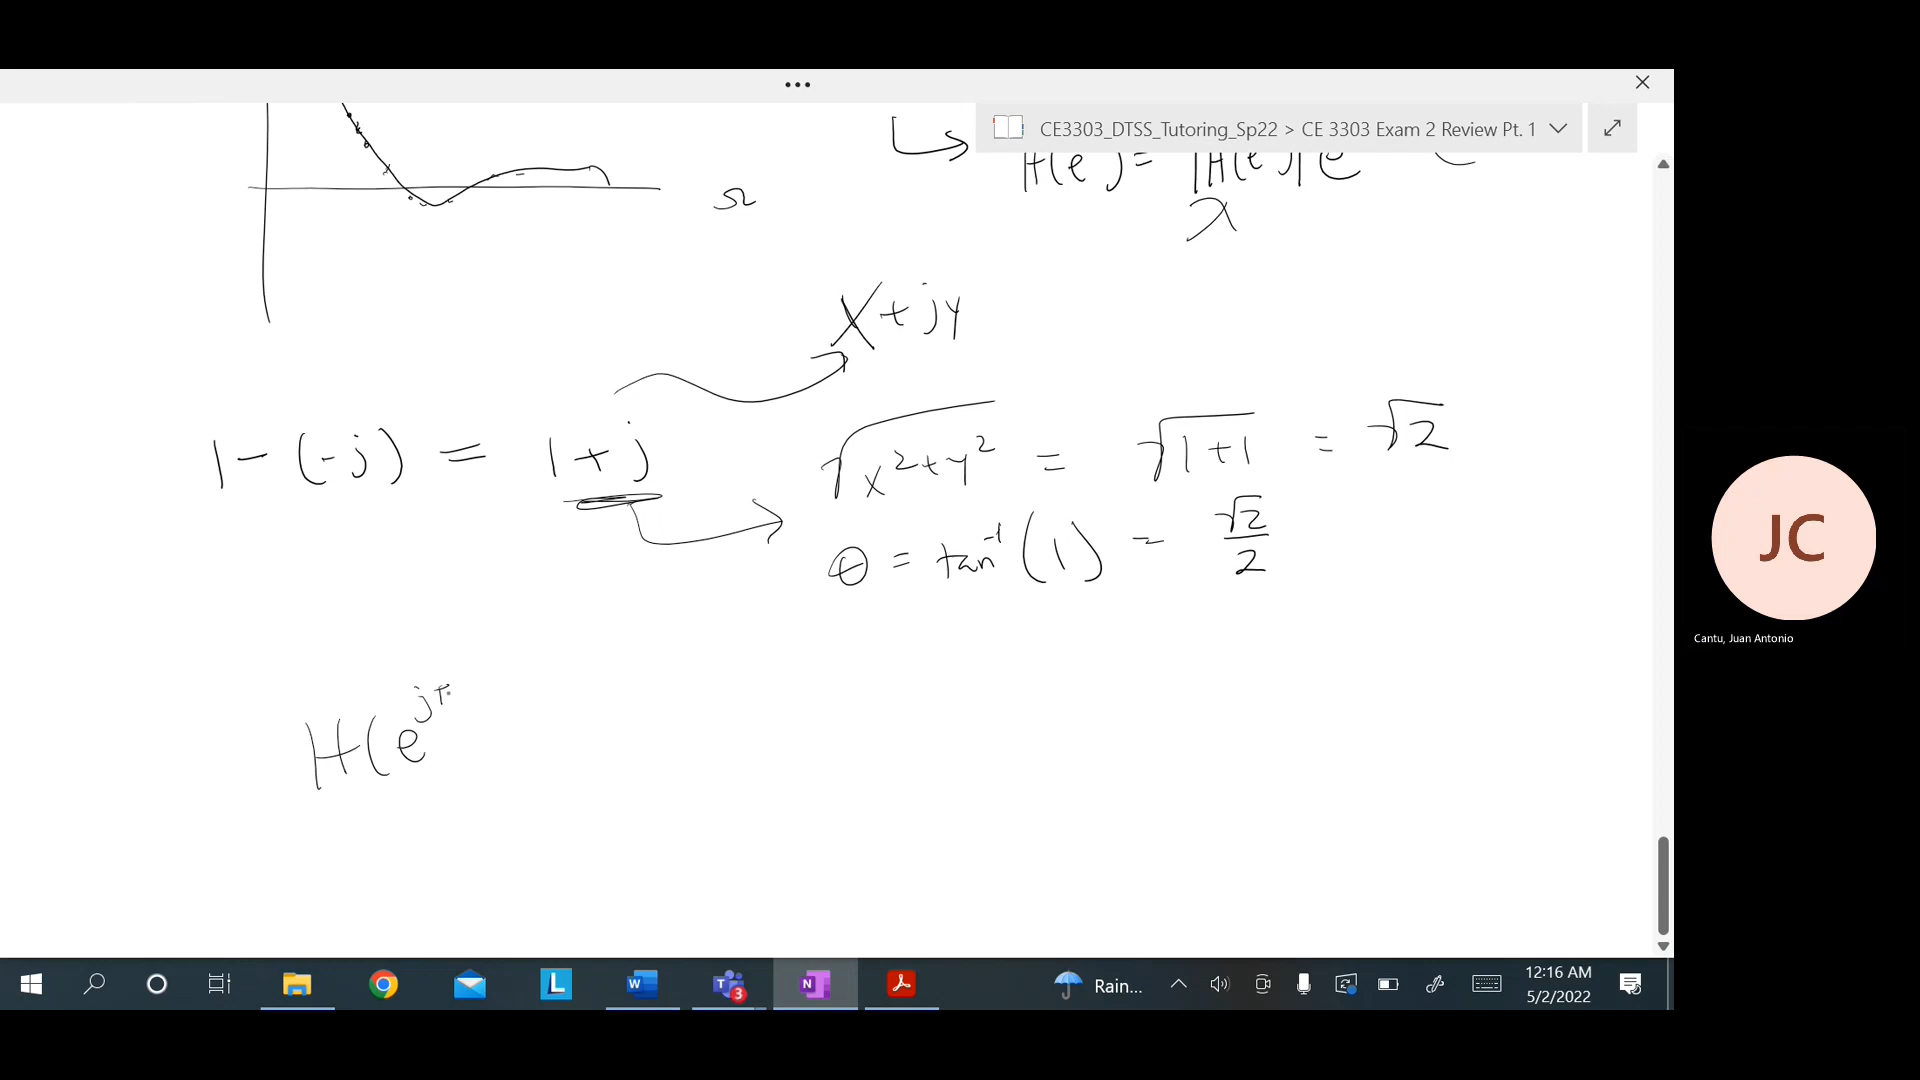 CE3303_DTSS_Tutoring_Sp22 > CE 3303 Exam 2 Review Pt. 1
H(e ) = |H(e )| e
Ω
λ
X + jy
1 - (-j) = 1 + j
√x²+y² = √1+1 = √2
θ = tan⁻¹(1) = √2/2
H(e^jπ
JC
Cantu, Juan Antonio
3
Rain...
12:16 AM
5/2/2022